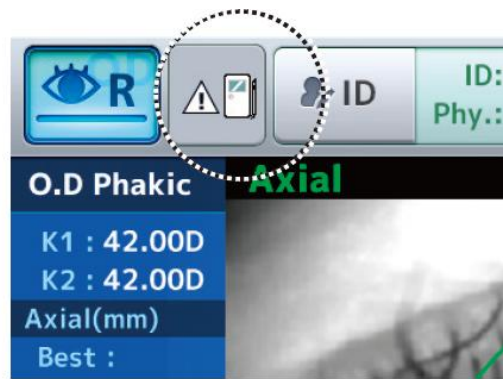 R
ID
ID:
Phy.:
O.D Phakic
Axial
K1 : 42.00D
K2 : 42.00D
Axial(mm)
Best :